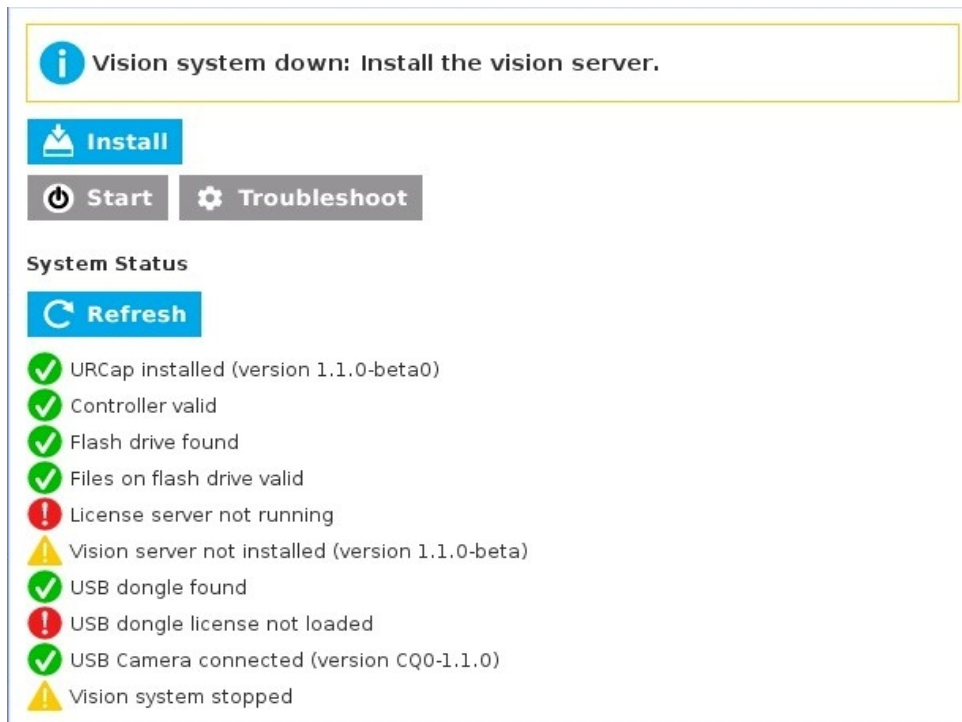 Vision system down: Install the vision server.
Install
Start Troubleshoot
System Status
Refresh
URCap installed (version 1.1.0-beta0)
Controller valid
Flash drive found
Files on flash drive valid
License server not running
Vision server not installed (version 1.1.0-beta)
USB dongle found
USB dongle license not loaded
USB Camera connected (version CQ0-1.1.0)
Vision system stopped